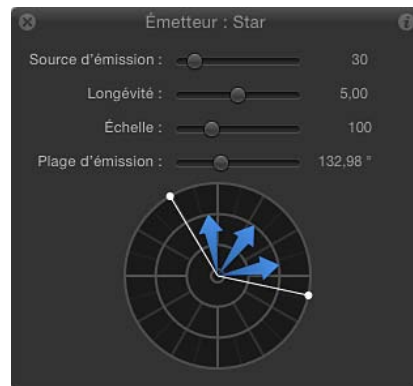 Émetteur : Star
Source d'émission : 30
Longévité : 5,00
Échelle : 100
Plage d'émission : 132,98 °